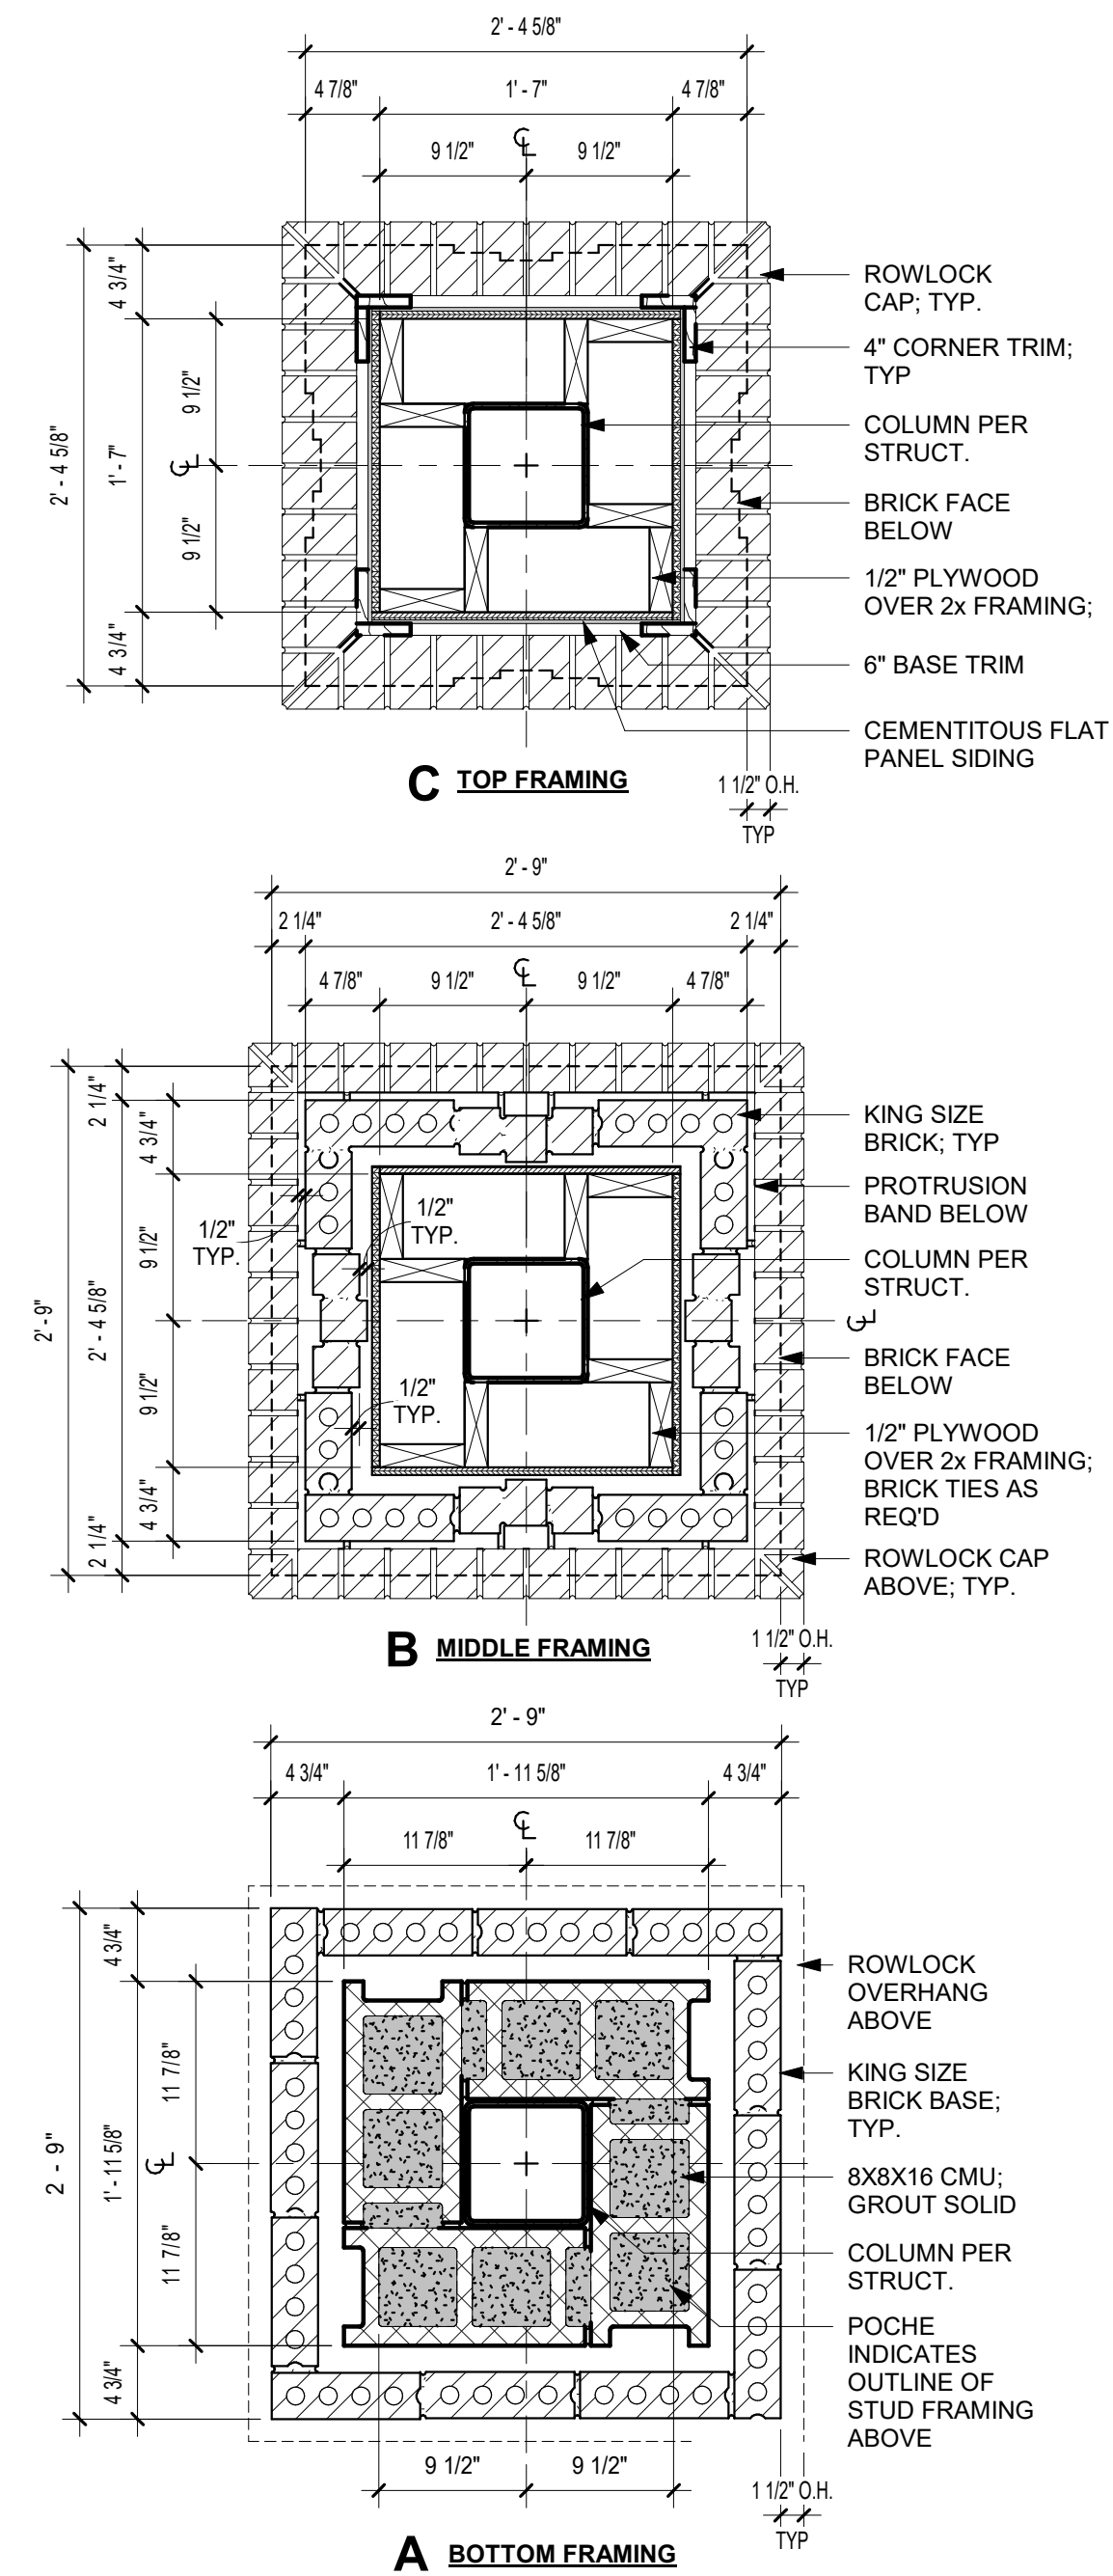 2' - 4 5/8"
4 7/8"
1' - 7"
4 7/8"
9 1/2"
℄
9 1/2"
2' - 4 5/8"
4 3/4"
1' - 7"
4 3/4"
9 1/2"
℄
9 1/2"
ROWLOCK
CAP; TYP.
4" CORNER TRIM;
TYP
COLUMN PER
STRUCT.
BRICK FACE
BELOW
1/2" PLYWOOD
OVER 2x FRAMING;
6" BASE TRIM
CEMENTITOUS FLAT
PANEL SIDING
C TOP FRAMING
1 1/2" O.H.
TYP
2' - 9"
2 1/4"
2' - 4 5/8"
2 1/4"
℄
4 7/8"
9 1/2"
9 1/2"
4 7/8"
2' - 9"
2 1/4"
2' - 4 5/8"
2 1/4"
4 3/4"
9 1/2"
9 1/2"
4 3/4"
1/2"
TYP.
1/2"
TYP.
1/2"
TYP.
℄
KING SIZE
BRICK; TYP
PROTRUSION
BAND BELOW
COLUMN PER
STRUCT.
BRICK FACE
BELOW
1/2" PLYWOOD
OVER 2x FRAMING;
BRICK TIES AS
REQ'D
ROWLOCK CAP
ABOVE; TYP.
B MIDDLE FRAMING
1 1/2" O.H.
TYP
2' - 9"
4 3/4"
1' - 11 5/8"
4 3/4"
11 7/8"
℄
11 7/8"
2 - 9"
4 3/4"
1' - 11 5/8"
4 3/4"
11 7/8"
℄
11 7/8"
ROWLOCK
OVERHANG
ABOVE
KING SIZE
BRICK BASE;
TYP.
8X8X16 CMU;
GROUT SOLID
COLUMN PER
STRUCT.
POCHE
INDICATES
OUTLINE OF
STUD FRAMING
ABOVE
9 1/2"
9 1/2"
1 1/2" O.H.
TYP
A BOTTOM FRAMING